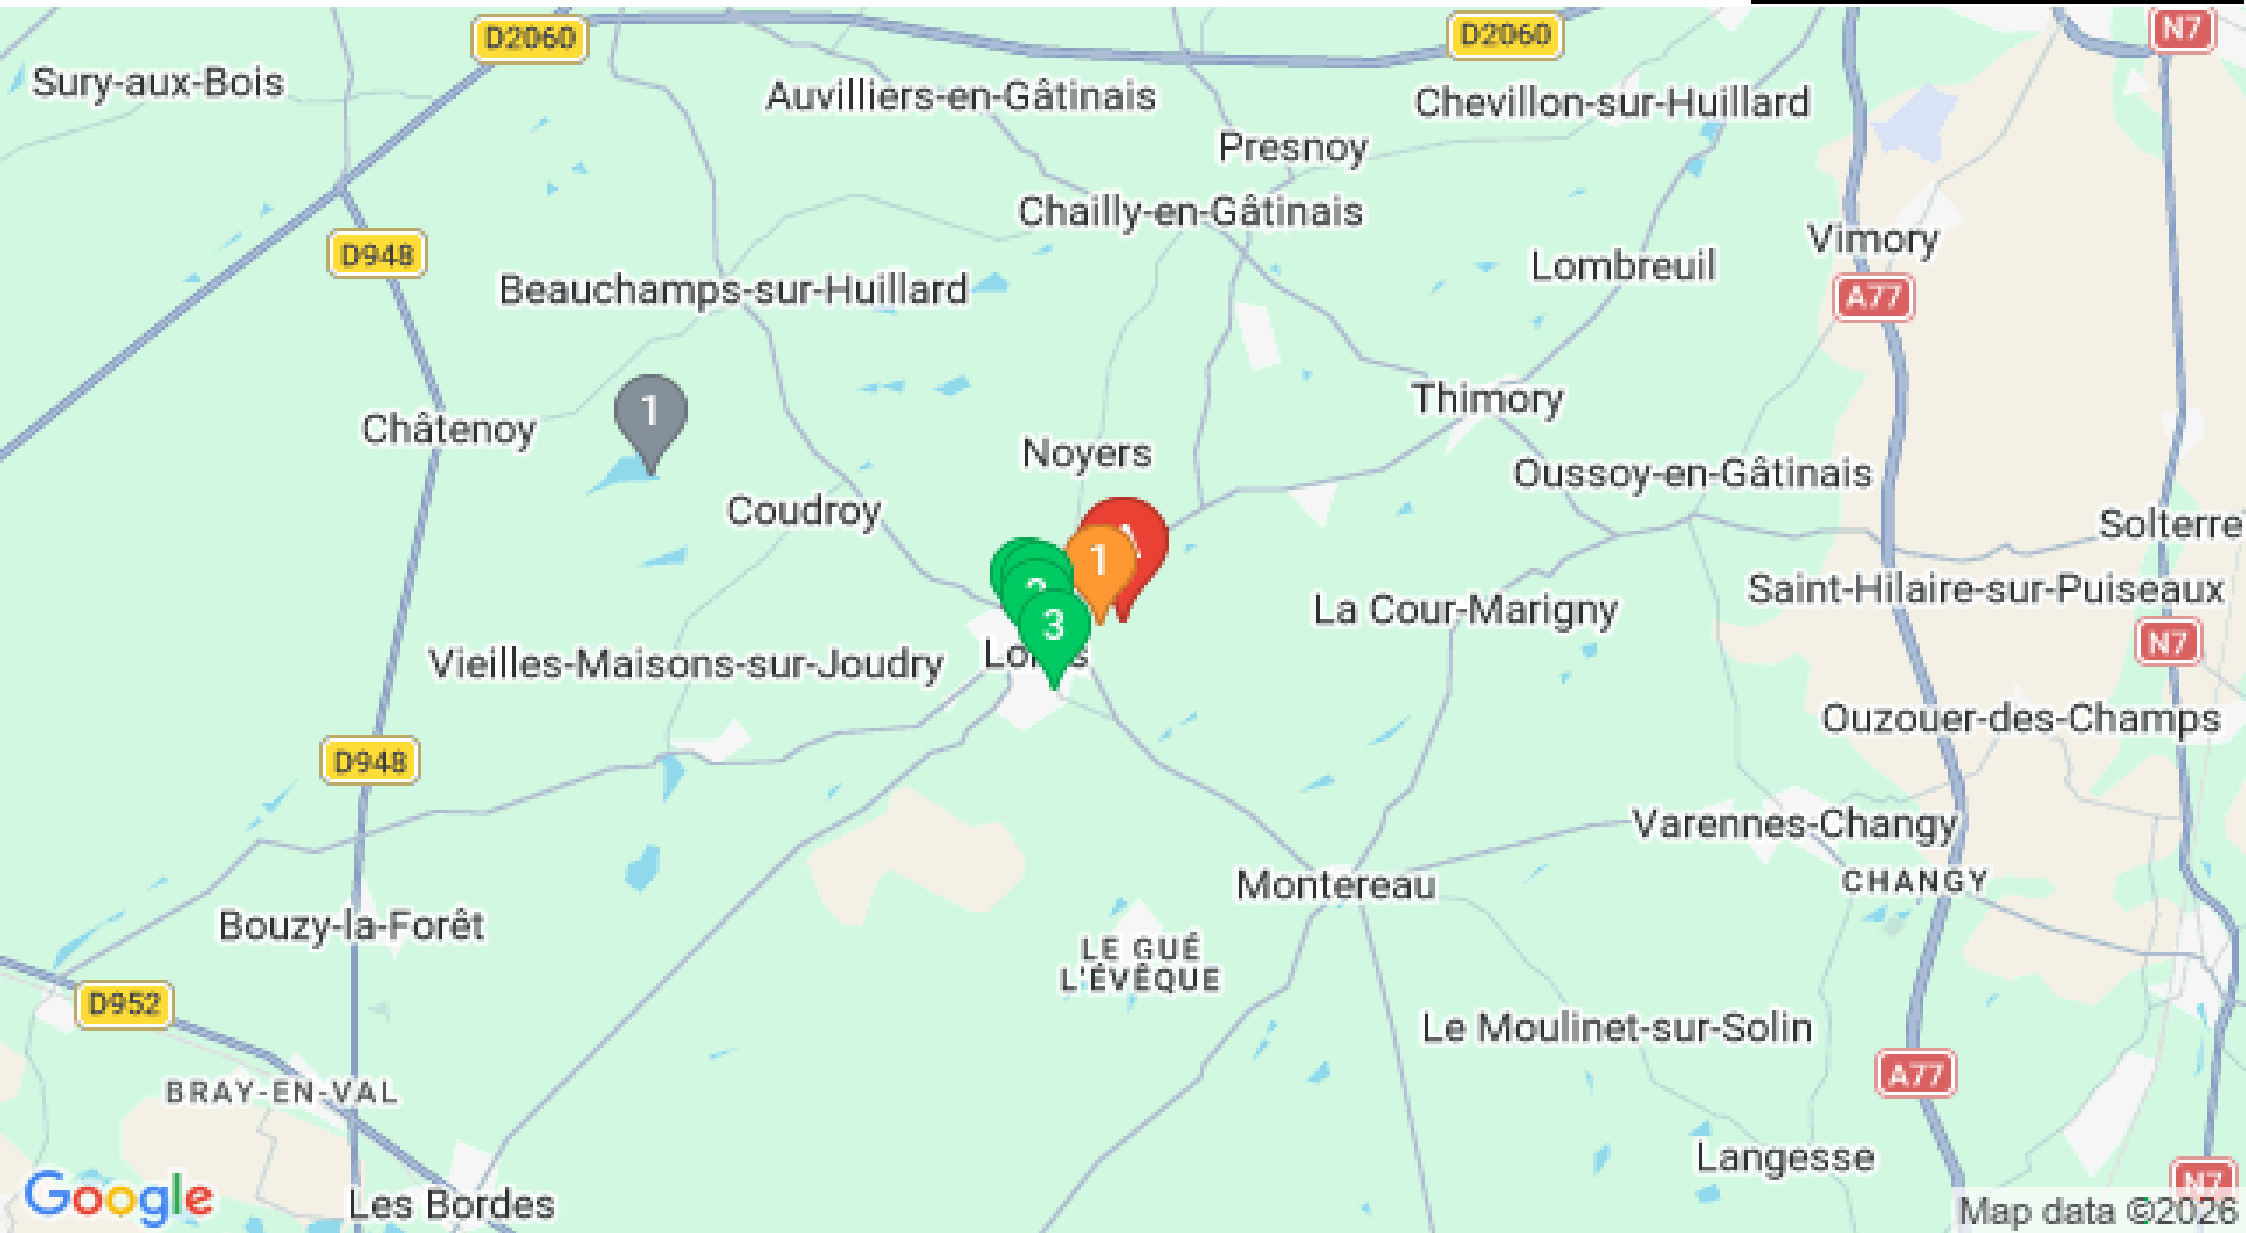 D2060
D2060
N7
Sury-aux-Bois
Auvilliers-en-Gâtinais
Chevillon-sur-Huillard
Presnoy
Chailly-en-Gâtinais
D948
Vimory
Lombreuil
Beauchamps-sur-Huillard
A77
1
Châtenoy
Thimory
Noyers
Oussoy-en-Gâtinais
Coudroy
Solterre
1
Saint-Hilaire-sur-Puiseaux
La Cour-Marigny
3
N7
Vieilles-Maisons-sur-Joudry
Ouzouer-des-Champs
D948
Varennes-Changy
CHANGY
Montereau
Bouzy-la-Forêt
LE GUÉ
L'ÉVÊQUE
D952
Le Moulinet-sur-Solin
A77
BRAY-EN-VAL
Langesse
N7
Google
Les Bordes
Map data ©2026